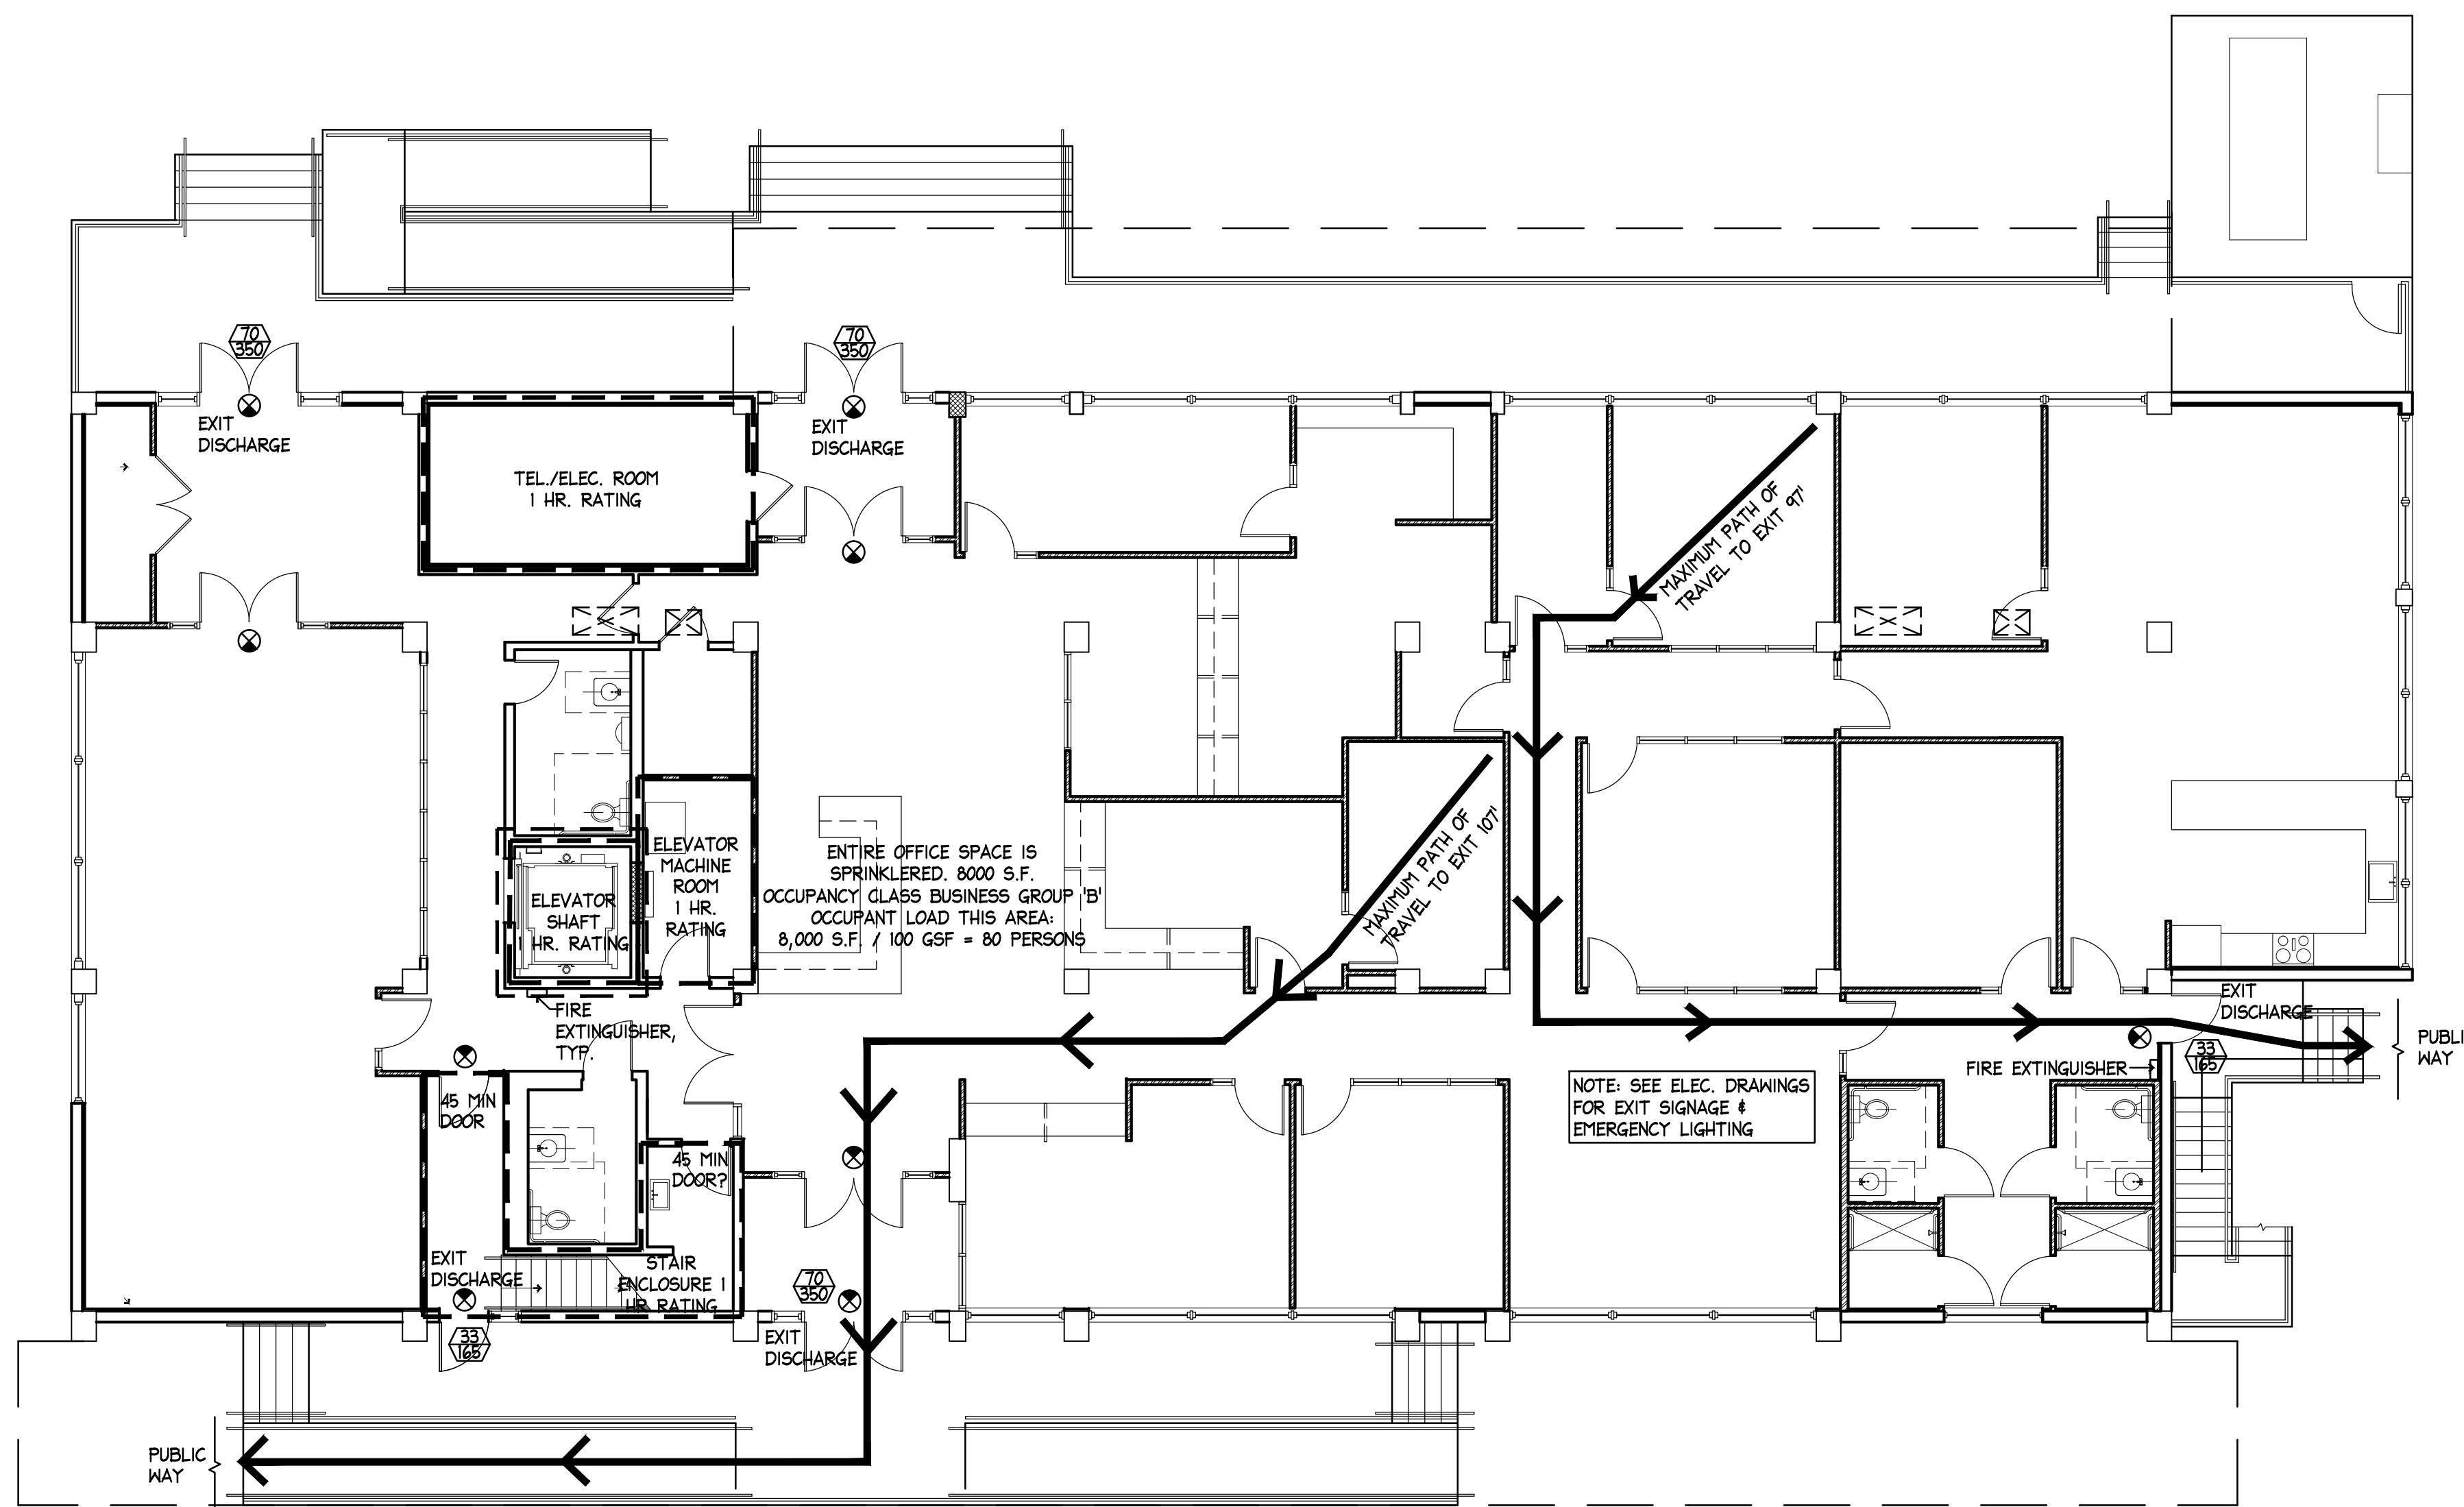 70
350
70
350
EXIT
DISCHARGE
EXIT
DISCHARGE
TEL./ELEC. ROOM
1 HR. RATING
MAXIMUM PATH OF
TRAVEL TO EXIT 97'
ELEVATOR
MACHINE
ROOM
1 HR.
RATING
ELEVATOR
SHAFT
1 HR. RATING
ENTIRE OFFICE SPACE IS
SPRINKLERED. 8000 S.F.
OCCUPANCY CLASS BUSINESS GROUP 'B'
OCCUPANT LOAD THIS AREA:
8,000 S.F. / 100 GSF = 80 PERSONS
MAXIMUM PATH OF
TRAVEL TO EXIT 107'
FIRE
EXTINGUISHER,
TYP.
EXIT
DISCHARGE
PUBLI
WAY
33
165
FIRE EXTINGUISHER
NOTE: SEE ELEC. DRAWINGS
FOR EXIT SIGNAGE &
EMERGENCY LIGHTING
45 MIN
DOOR
45 MIN
DOOR?
EXIT
DISCHARGE
STAIR
ENCLOSURE 1
HR RATING
70
350
33
165
EXIT
DISCHARGE
PUBLIC
WAY